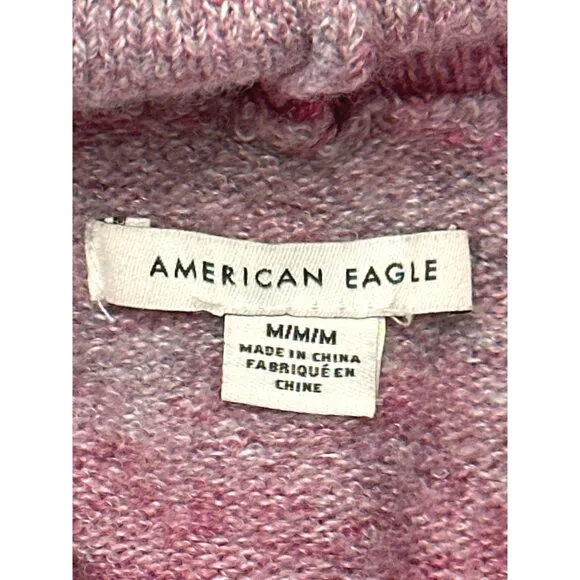 AMERICAN EAGLE
M/M/M
MADE IN CHINA
FABRIQUÉ EN
CHINE